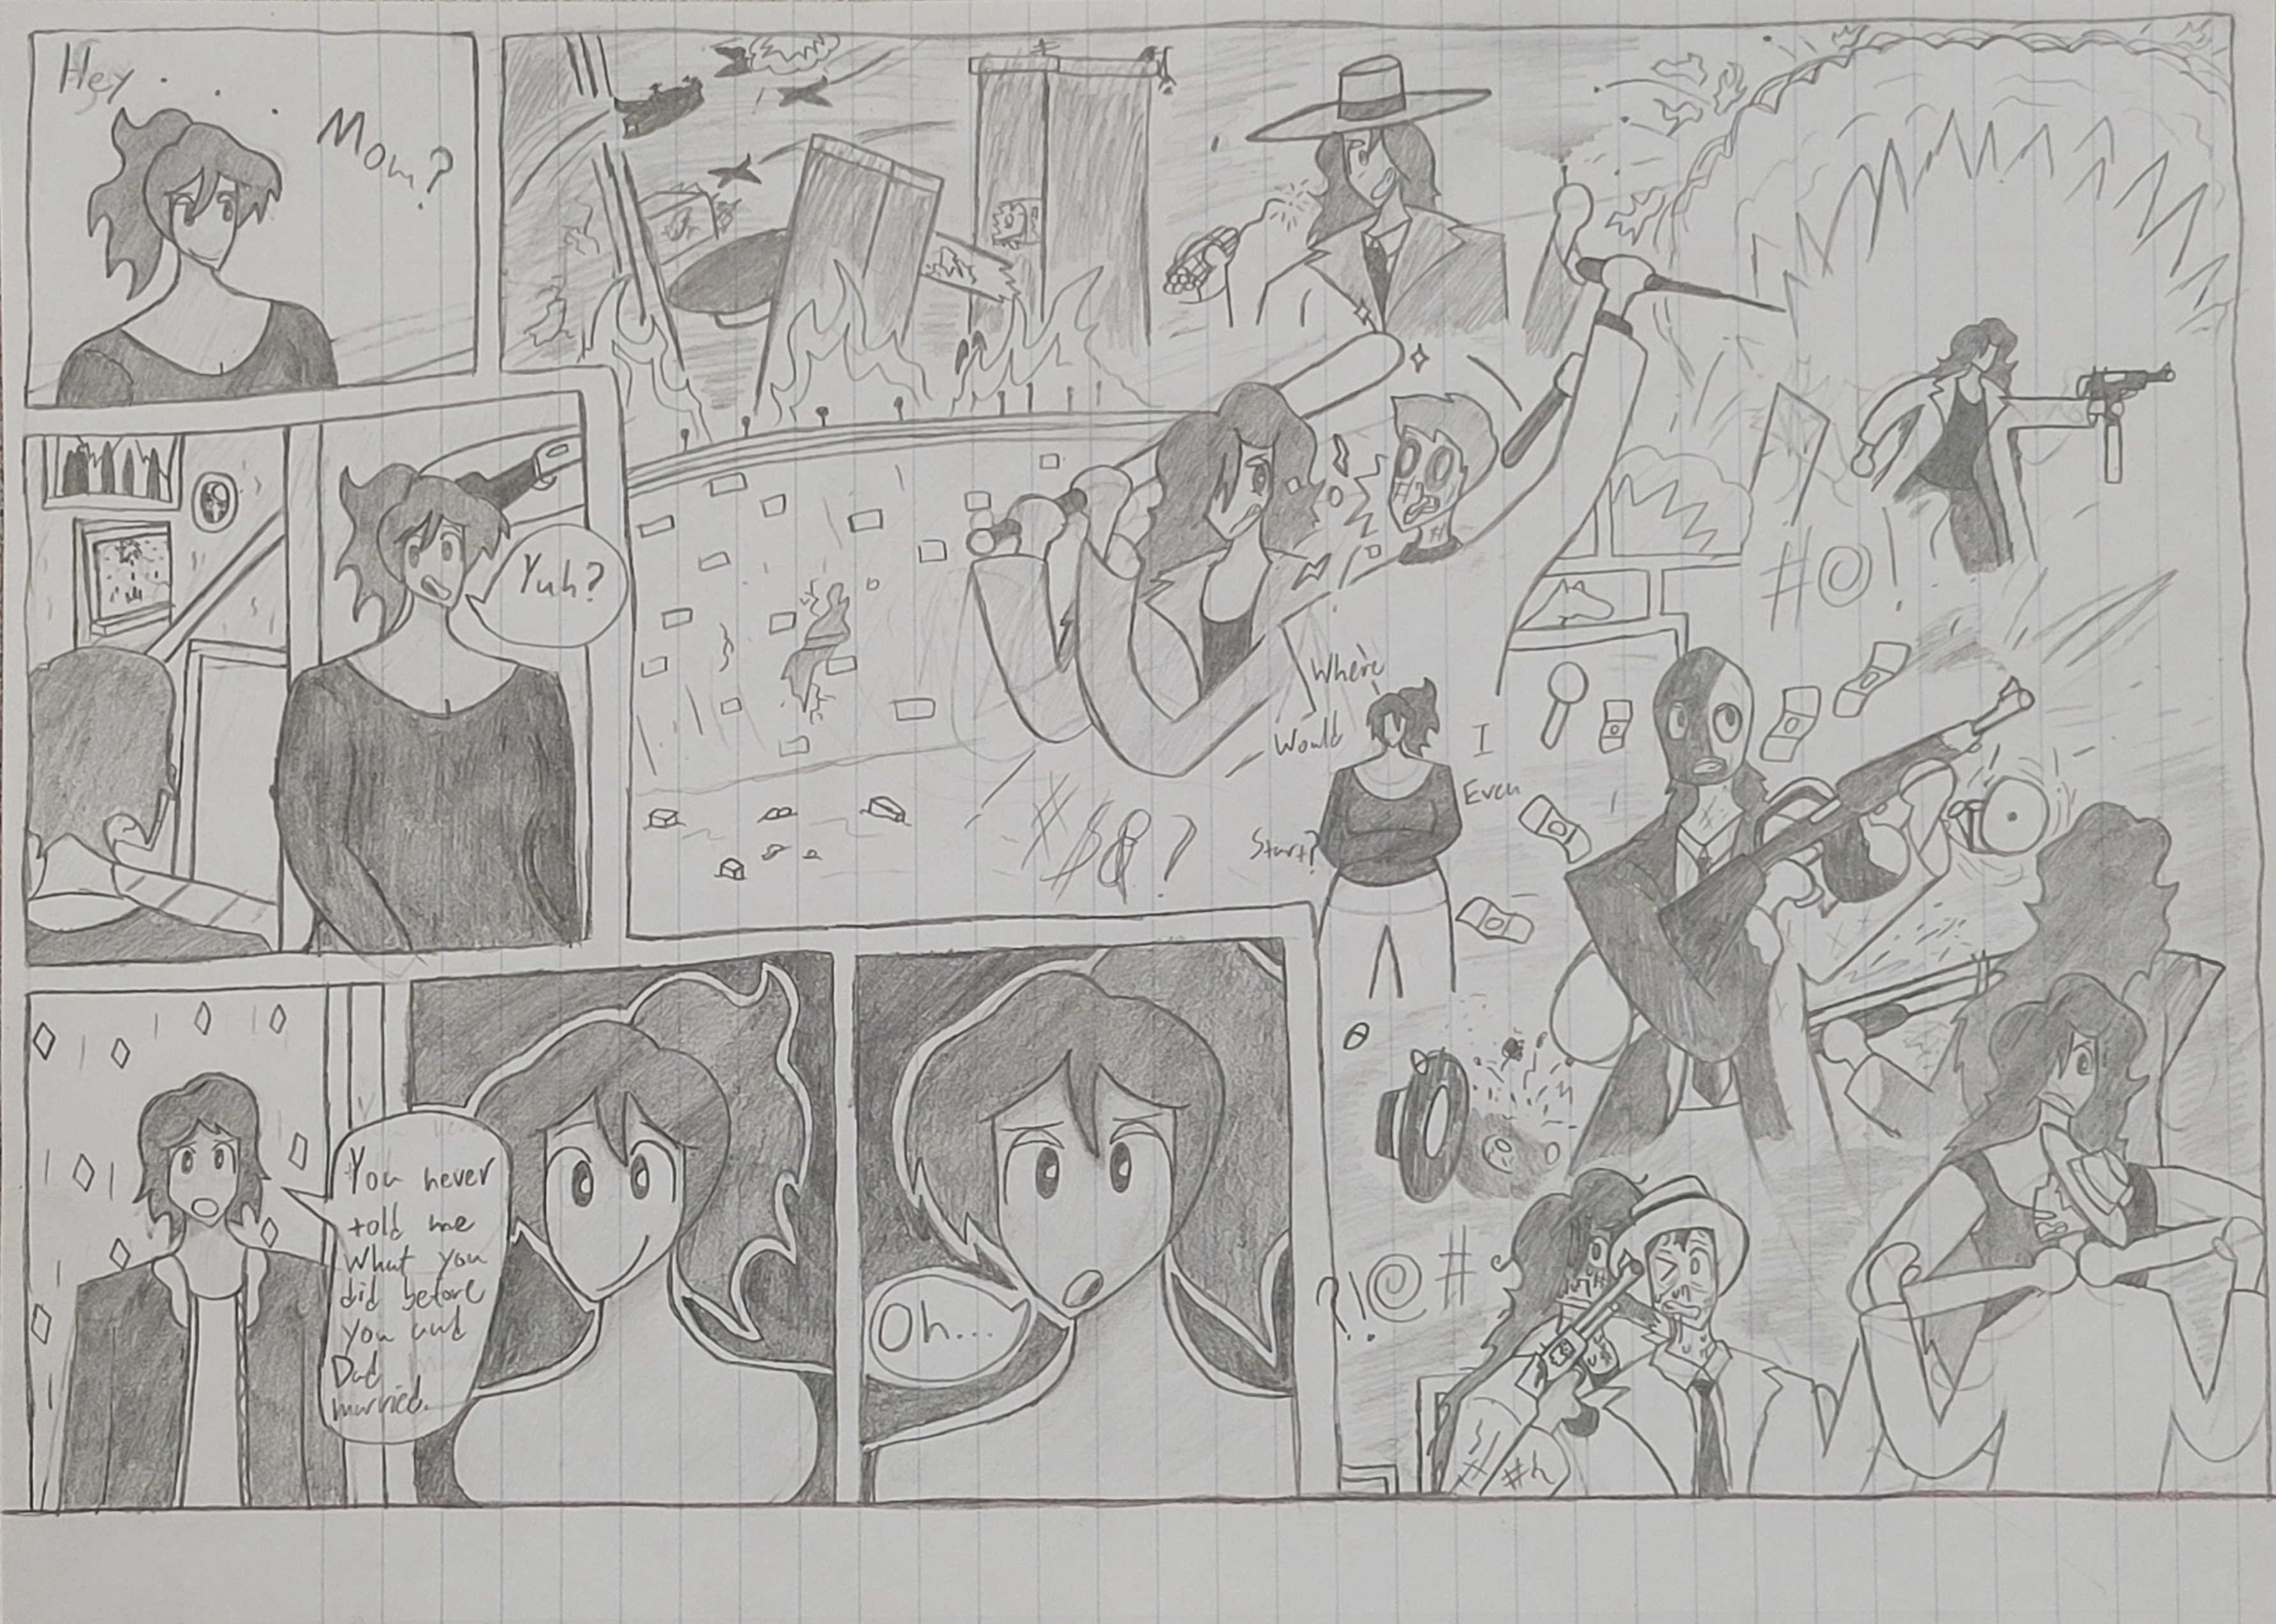 Hey . . .
Mom?
Yuh?
You never
told me
What you
did before
you and
Dad
married.
Oh...
Where
Would
I
Even
Start?
#@!
#$&?
?!@#